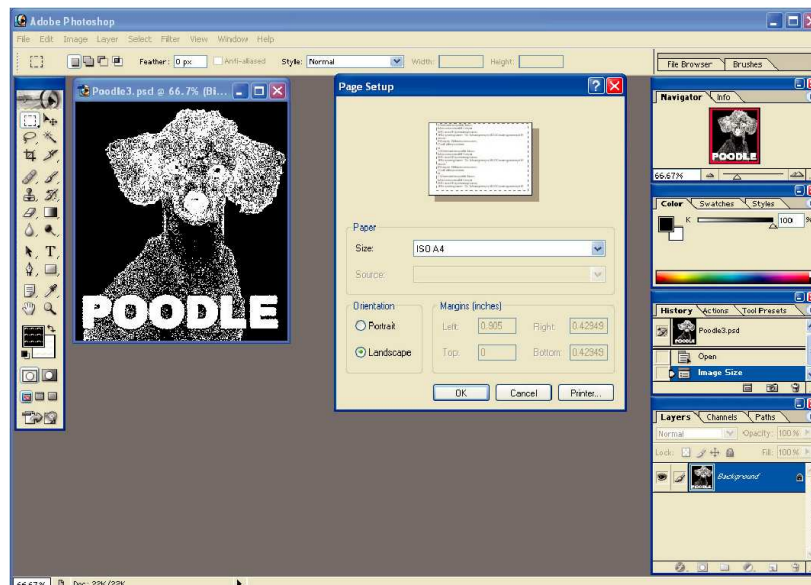 Adobe Photoshop
File Edit Image Layer Select Filter View Window Help
Feather: 0 px Anti-aliased Style: Normal Width: Height:
File Browser Brushes
Poodle3.psd @ 66.7% (Bi...
POODLE
Page Setup
Paper
Size: ISO A4
Source:
Orientation
Portrait
Landscape
Margins (inches)
Left: 0.905 Right: 0.42949
Top: 0 Bottom: 0.42949
OK Cancel Printer...
Navigator Info
POODLE
66.67%
Color Swatches Styles
K 100 %
History Actions Tool Presets
Poodle3.psd
Open
Image Size
Layers Channels Paths
Normal Opacity: 100%
Lock: Fill: 100%
Background
66.67% Doc: 22K/22K